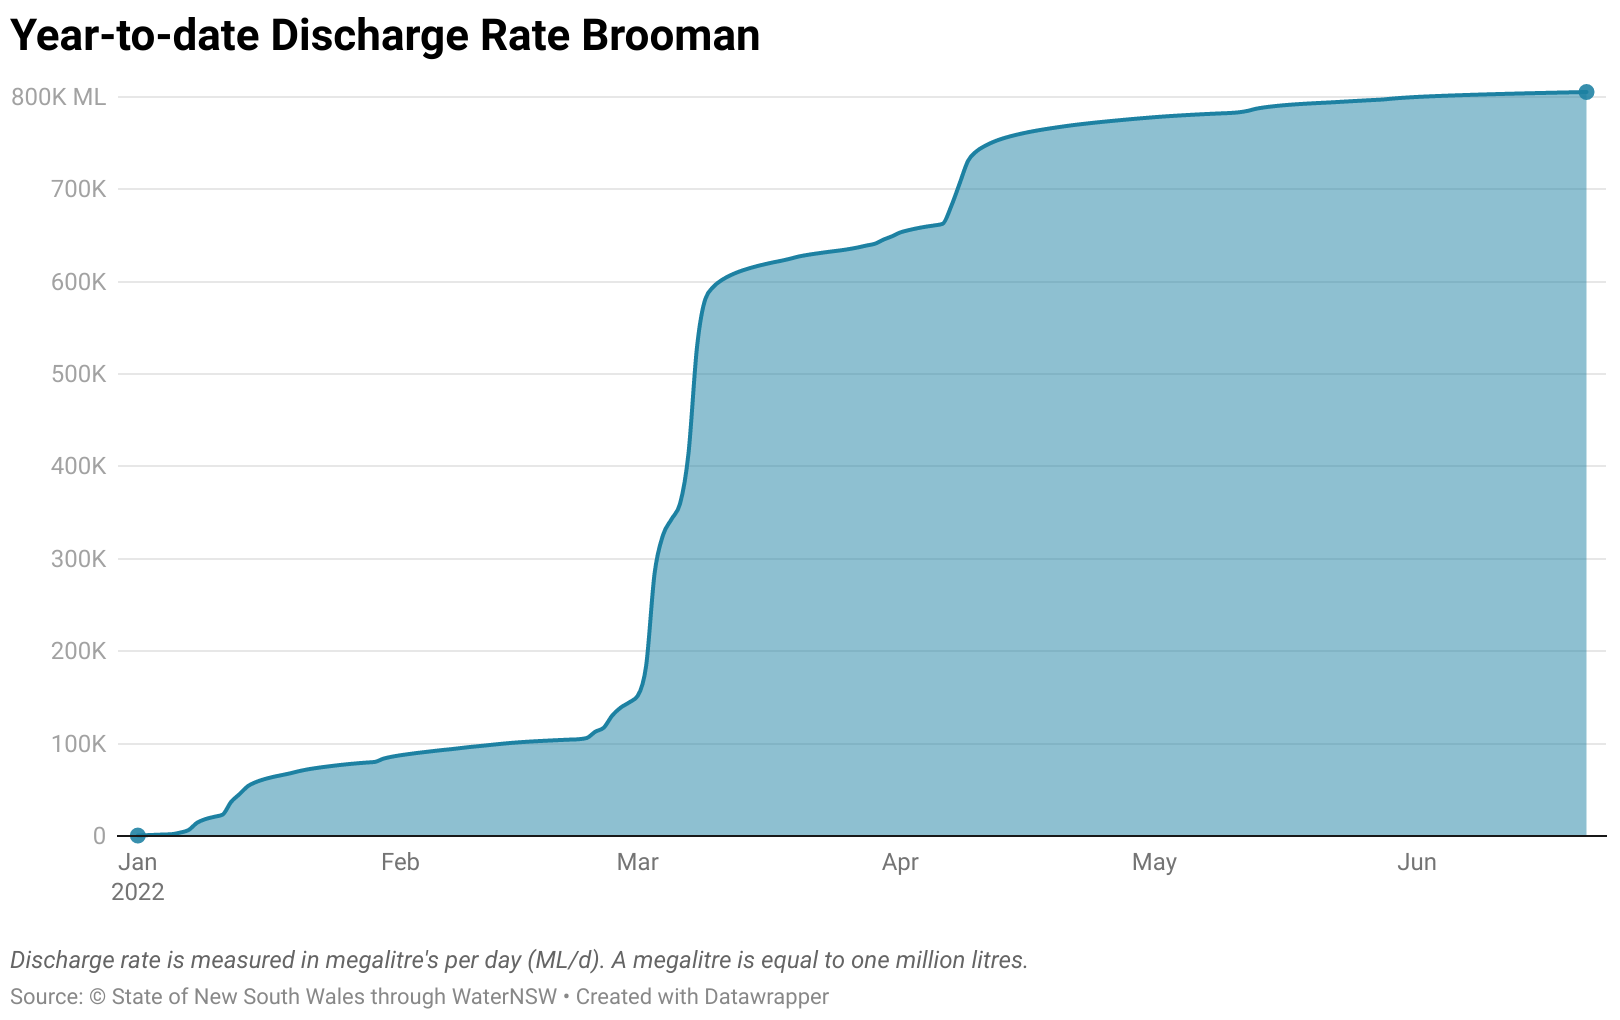 Year-to-date Discharge Rate Brooman
800K ML
700K
600K
500K
400K
300K
200K
100K
0
Jan Feb Mar Apr May Jun
2022
Discharge rate is measured in megalitre's per day (ML/d). A megalitre is equal to one million litres.
Source: © State of New South Wales through WaterNSW • Created with Datawrapper